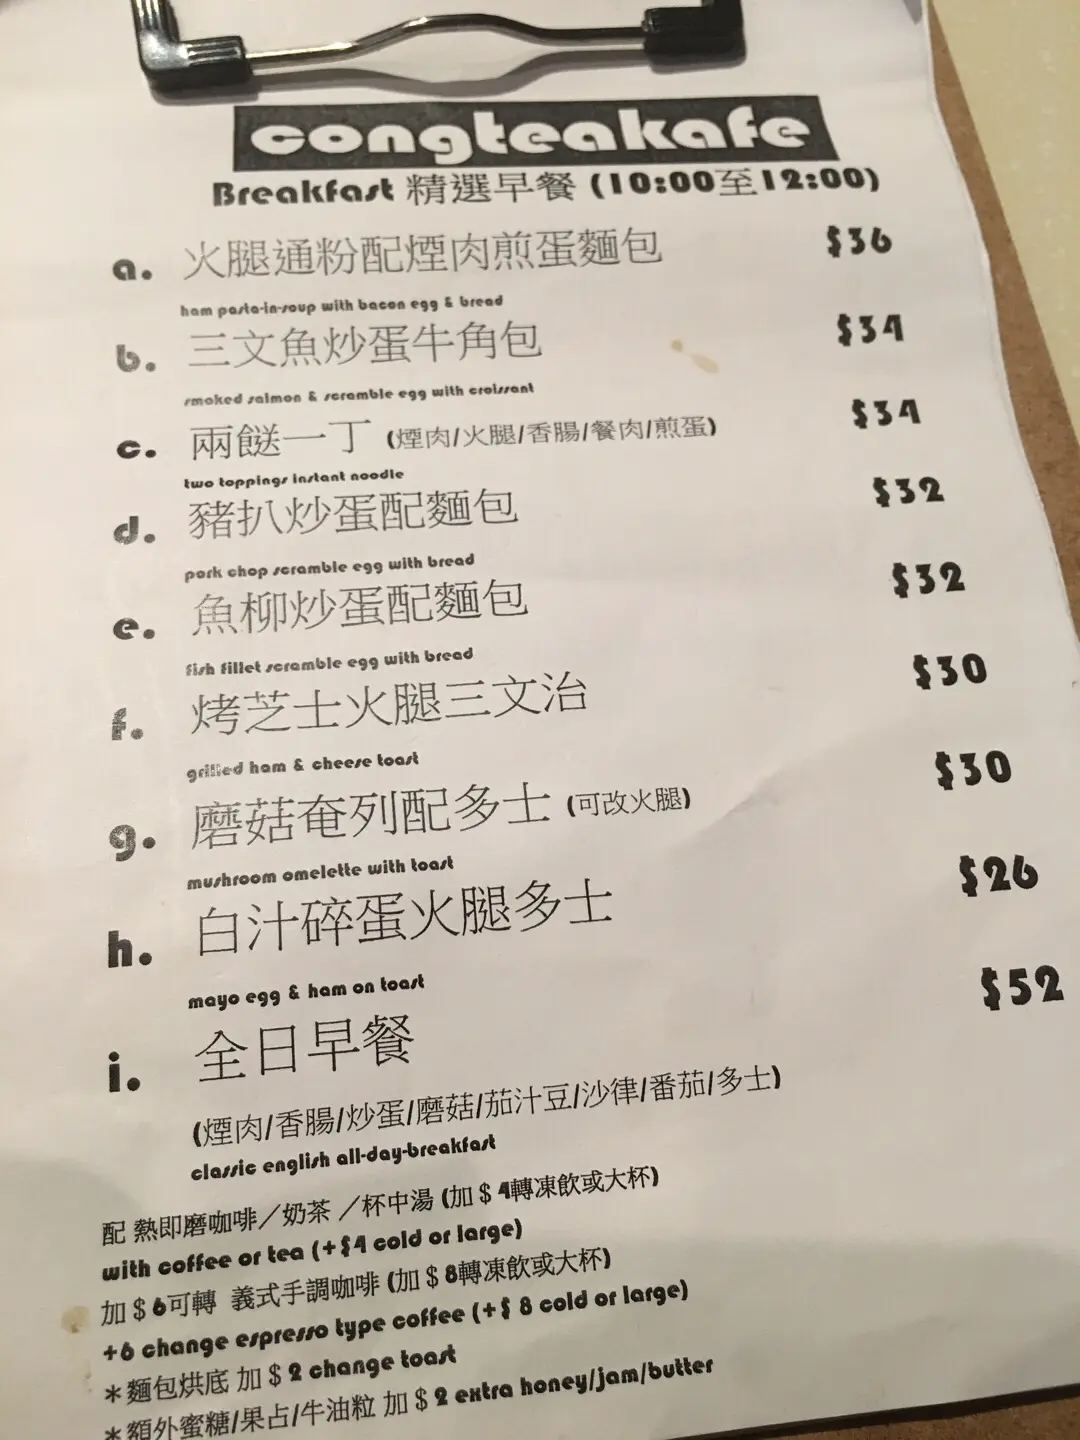 congteakafe
Breakfast 精選早餐 (10:00至12:00)
a. 火腿通粉配煙肉煎蛋麵包 $36
ham pasta-in-soup with bacon egg & bread
b. 三文魚炒蛋牛角包 $34
smoked salmon & scramble egg with croissant
c. 兩餸一丁 (煙肉/火腿/香腸/餐肉/煎蛋) $34
two toppings instant noodle
d. 豬扒炒蛋配麵包 $32
pork chop scramble egg with bread
e. 魚柳炒蛋配麵包 $32
fish fillet scramble egg with bread
f. 烤芝士火腿三文治 $30
grilled ham & cheese toast
g. 磨菇奄列配多士 (可改火腿) $30
mushroom omelette with toast
h. 白汁碎蛋火腿多士 $26
mayo egg & ham on toast
i. 全日早餐 $52
(煙肉/香腸/炒蛋/磨菇/茄汁豆/沙律/番茄/多士)
classic english all-day-breakfast
配 熱即磨咖啡／奶茶 ／杯中湯 (加 $ 4轉凍飲或大杯)
with coffee or tea (+$4 cold or large)
加 $ 6可轉 義式手調咖啡 (加 $ 8轉凍飲或大杯)
+6 change espresso type coffee (+$ 8 cold or large)
*麵包烘底 加 $ 2 change toast
*額外蜜糖/果占/牛油粒 加 $ 2 extra honey/jam/butter